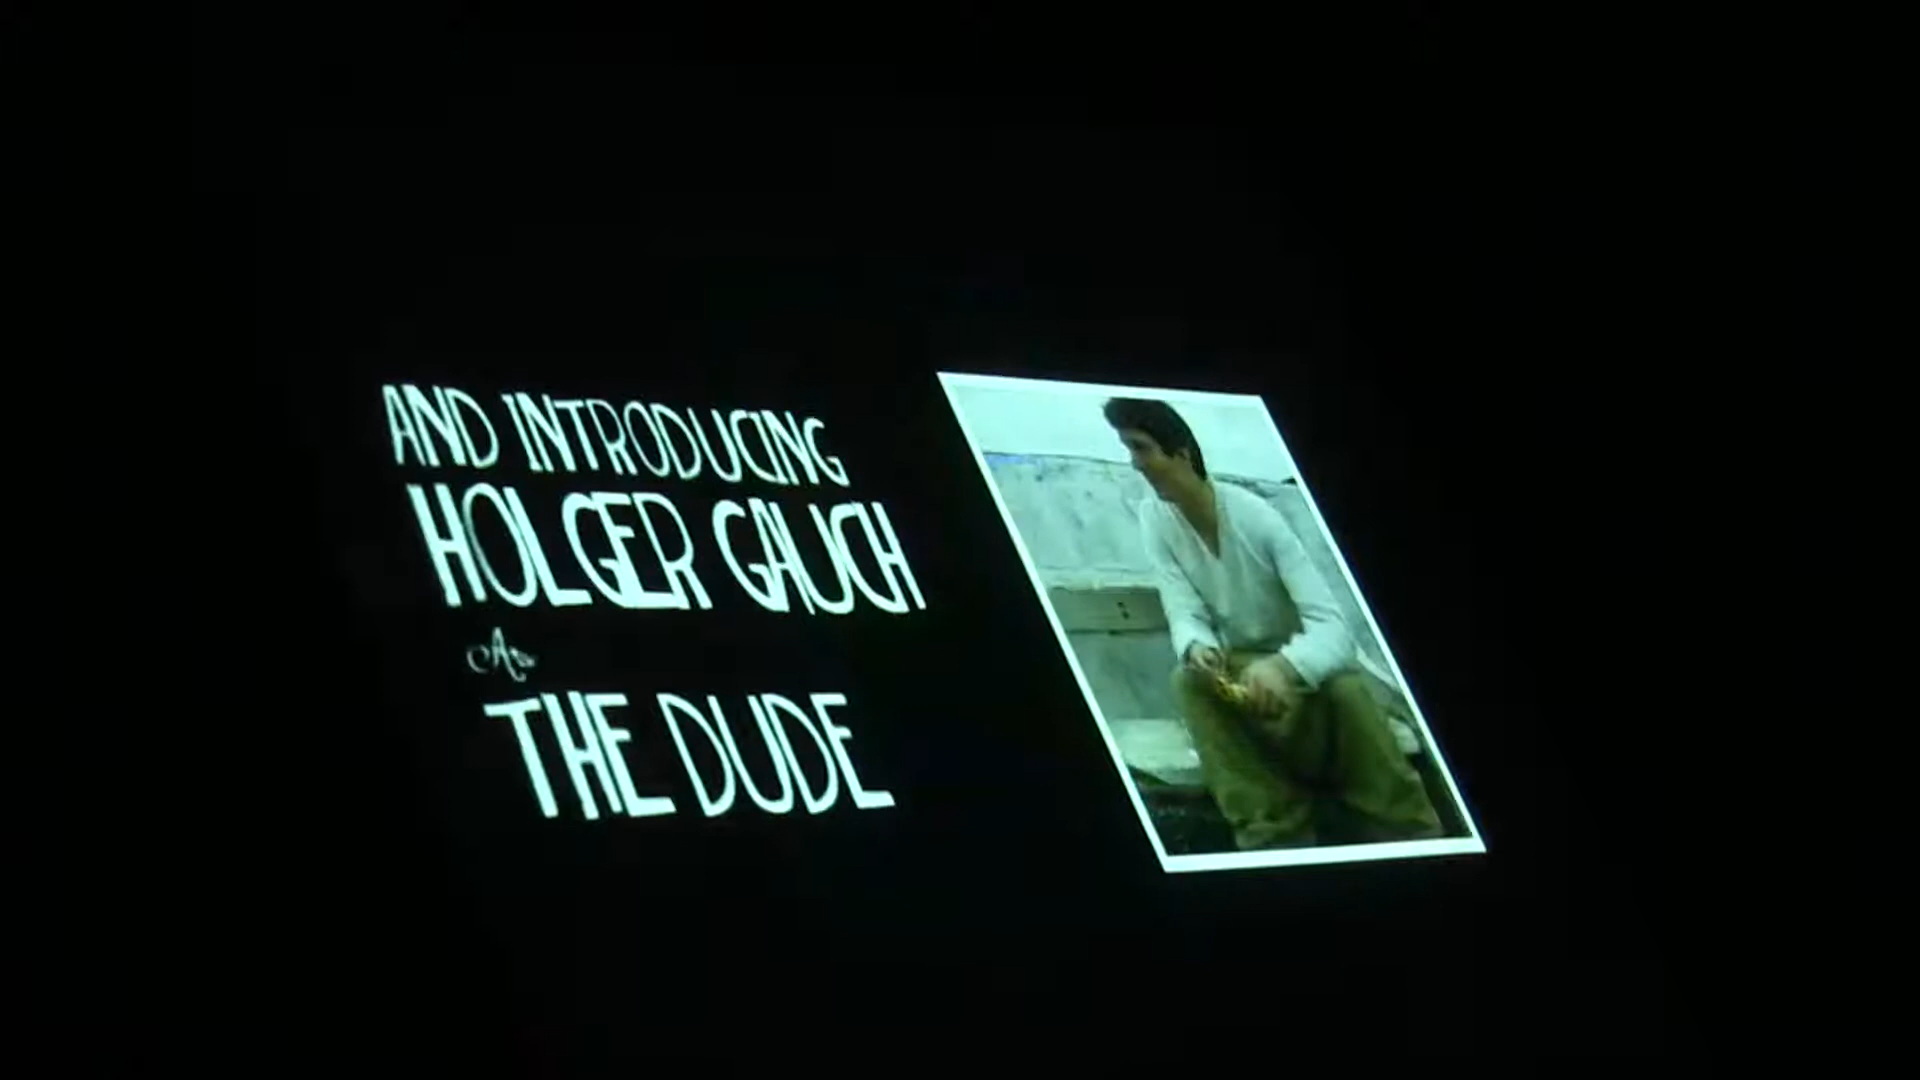 AND INTRODUCING
HOLGER GAUCH
As
THE DUDE